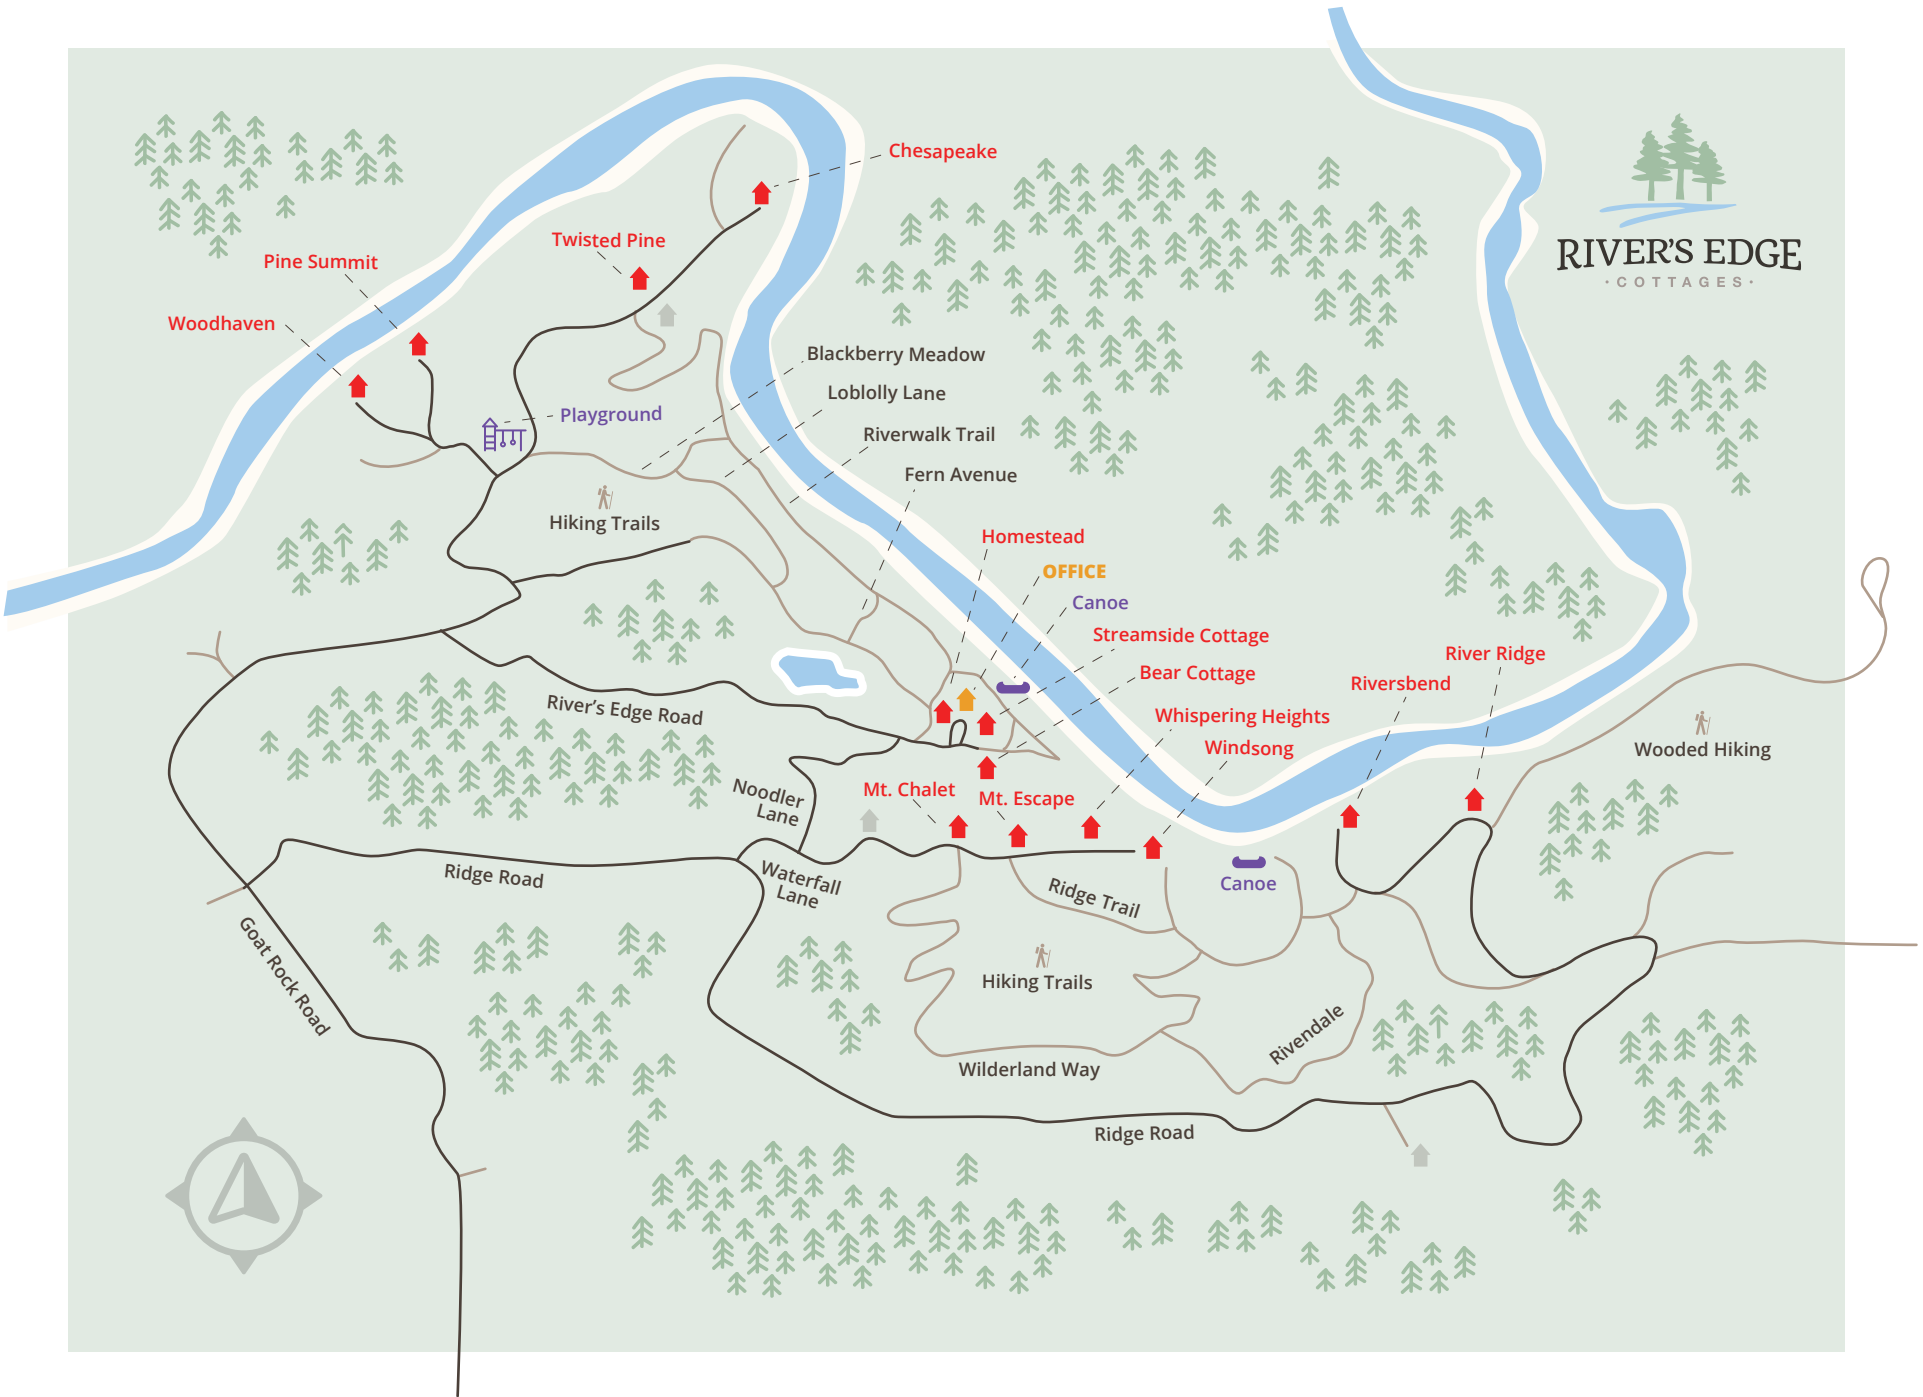 Chesapeake
Twisted Pine
Pine Summit
Woodhaven
RIVER'S EDGE
·COTTAGES·
Blackberry Meadow
Loblolly Lane
Playground
Riverwalk Trail
Fern Avenue
Hiking Trails
Homestead
OFFICE
Canoe
Streamside Cottage
Bear Cottage
River Ridge
Riversbend
River's Edge Road
Whispering Heights
Windsong
Wooded Hiking
Noodler
Lane
Mt. Chalet
Mt. Escape
Ridge Road
Waterfall
Lane
Ridge Trail
Canoe
Goat Rock Road
Hiking Trails
Rivendale
Wilderland Way
Ridge Road